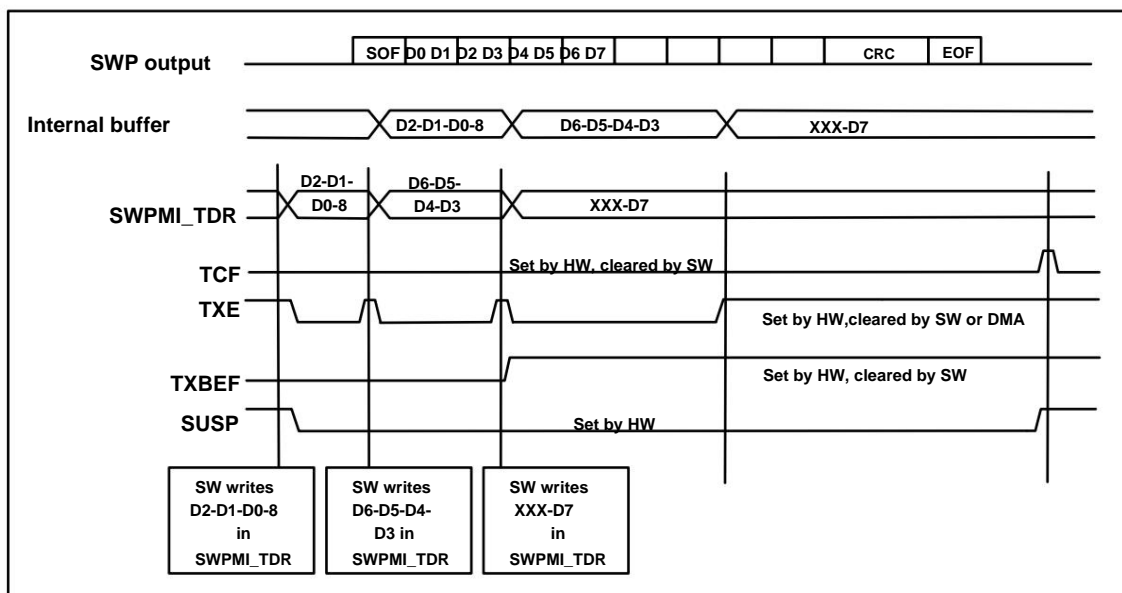 SWP output
SOF D0 D1 D2 D3 D4 D5 D6 D7 CRC EOF
Internal buffer
D2-D1-D0-8 D6-D5-D4-D3 XXX-D7
SWPMI_TDR
D2-D1-
D0-8
D6-D5-
D4-D3
XXX-D7
TCF
Set by HW, cleared by SW
TXE
Set by HW,cleared by SW or DMA
TXBEF
Set by HW, cleared by SW
SUSP
Set by HW
SW writes
D2-D1-D0-8
in
SWPMI_TDR
SW writes
D6-D5-D4-
D3 in
SWPMI_TDR
SW writes
XXX-D7
in
SWPMI_TDR